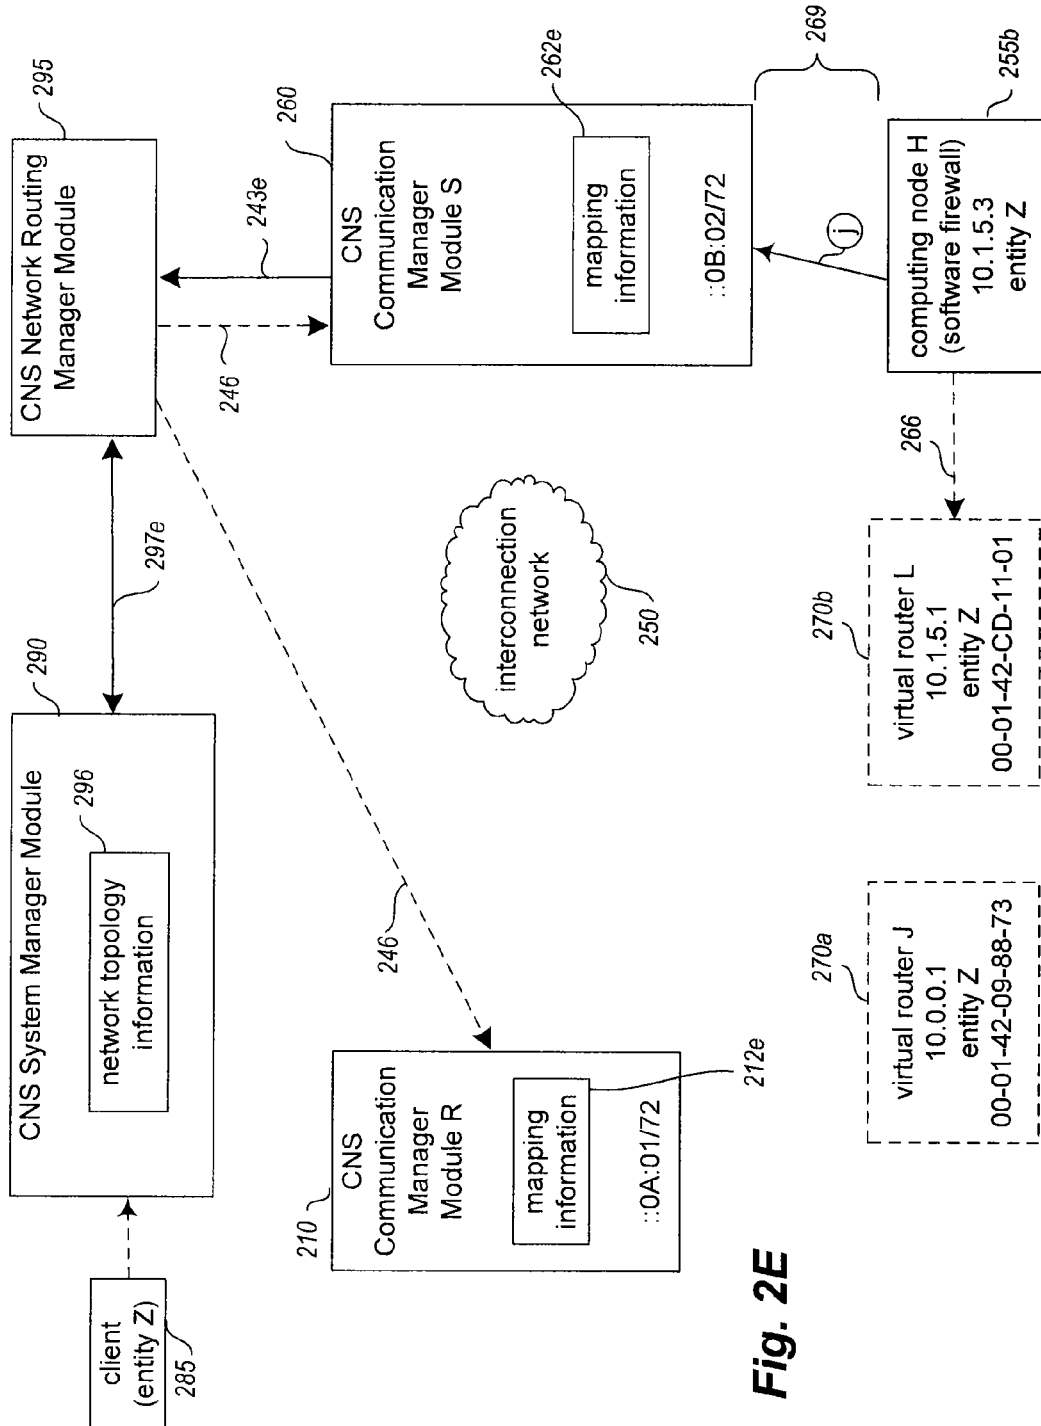 client
(entity Z)
285
290
CNS System Manager Module
296
network topology
information
297e
295
CNS Network Routing
Manager Module
246
246
243e
210
CNS
Communication
Manager
Module R
mapping
information
212e
::0A:01/72
interconnection
network
250
260
CNS
Communication
Manager
Module S
mapping
information
262e
::0B:02/72
269
j
270a
virtual router J
10.0.0.1
entity Z
00-01-42-09-88-73
270b
virtual router L
10.1.5.1
entity Z
00-01-42-CD-11-01
266
255b
computing node H
(software firewall)
10.1.5.3
entity Z
Fig. 2E